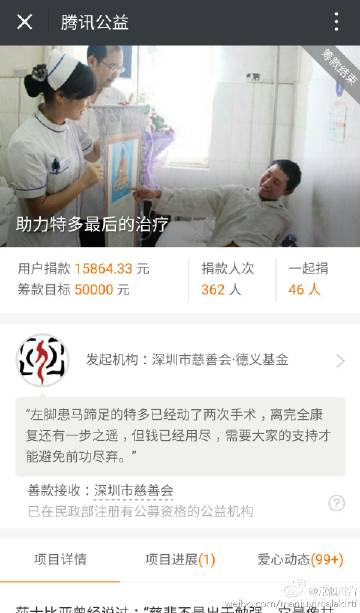 腾讯公益
筹款结束
助力特多最后的治疗
用户捐款 15864.33 元
筹款目标 50000 元
捐款人次
362 人
一起捐
46 人
发起机构：深圳市慈善会·德义基金
“左脚患马蹄足的特多已经动了两次手术，离完全康
复还有一步之遥，但钱已经用尽，需要大家的支持才
能避免前功尽弃。”
善款接收：深圳市慈善会
已在民政部注册有公募资格的公益机构
项目详情
项目进展(1)
爱心动态(99+)